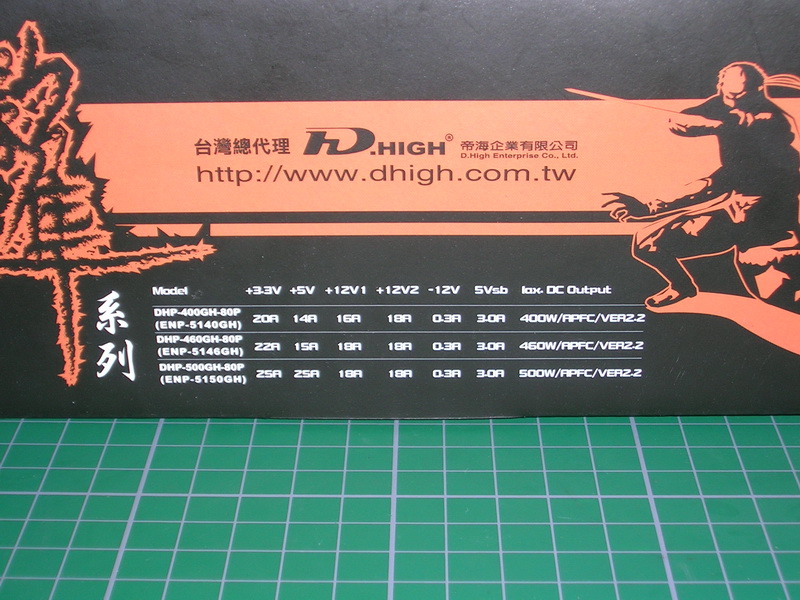 台灣總代理 D.HIGH® 帝海企業有限公司
D.High Enterprise Co., Ltd.
http://www.dhigh.com.tw
系列
Model +3.3V +5V +12V1 +12V2 -12V 5Vsb Iax. DC Output
DHP-400GH-80P
(ENP-5140GH) 20A 14A 16A 18A 0.3A 3.0A 400W/APFC/VER2.2
DHP-460GH-80P
(ENP-5146GH) 22A 15A 18A 18A 0.3A 3.0A 460W/APFC/VER2.2
DHP-500GH-80P
(ENP-5150GH) 25A 25A 18A 18A 0.3A 3.0A 500W/APFC/VER2.2